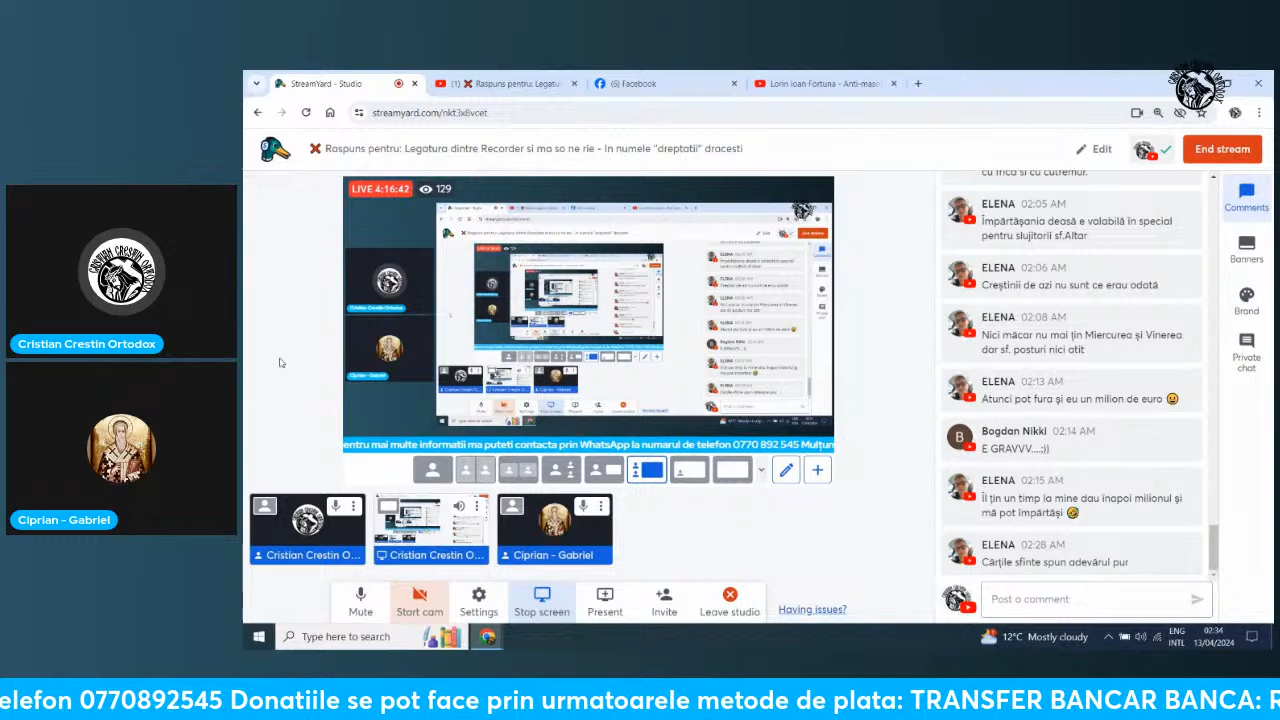 StreamYard - Studio
(1) ❌ Raspuns pentru: Legatu
(6) Facebook
Lorin Ioan Fortuna - Anti-maso
streamyard.com/nkt3x8vcet
❌ Raspuns pentru: Legatura dintre Recorder si ma so ne rie - In numele "dreptatii" dracesti
Edit
End stream
LIVE 4:16:42
129
Cristian Crestin Ortodox
Ciprian - Gabriel
entru mai multe informatii ma puteti contacta prin WhatsApp la numarul de telefon 0770 892 545 Mulțum
Cristian Crestin O...
Cristian Crestin O...
Ciprian - Gabriel
Mute
Start cam
Settings
Stop screen
Present
Invite
Leave studio
Having issues?
cu frica si cu cutremur.
ELENA 02:05 AM
Împărtășania deasă e valabilă în special
pentru slujitorii sf.Altar
ELENA 02:06 AM
Creștinii de azi nu sunt ce erau odată
ELENA 02:08 AM
Nici măcar nu mai țin Miercurea și Vinerea
dar sf. posturi nici atit
ELENA 02:13 AM
Atunci pot fura și eu un milion de euro 😃
Bogdan Nikki 02:14 AM
E GRAVVV....:))
ELENA 02:15 AM
Îl țin un timp la mine dau inapoi milionul și
mă pot împărtăși 🤣
ELENA 02:28 AM
Cărțile sfinte spun adevărul pur
Post a comment
Comments
Banners
Brand
Private
chat
Type here to search
12°C Mostly cloudy
ENG
INTL
02:34
13/04/2024
elefon 0770892545 Donatiile se pot face prin urmatoarele metode de plata: TRANSFER BANCAR BANCA: R